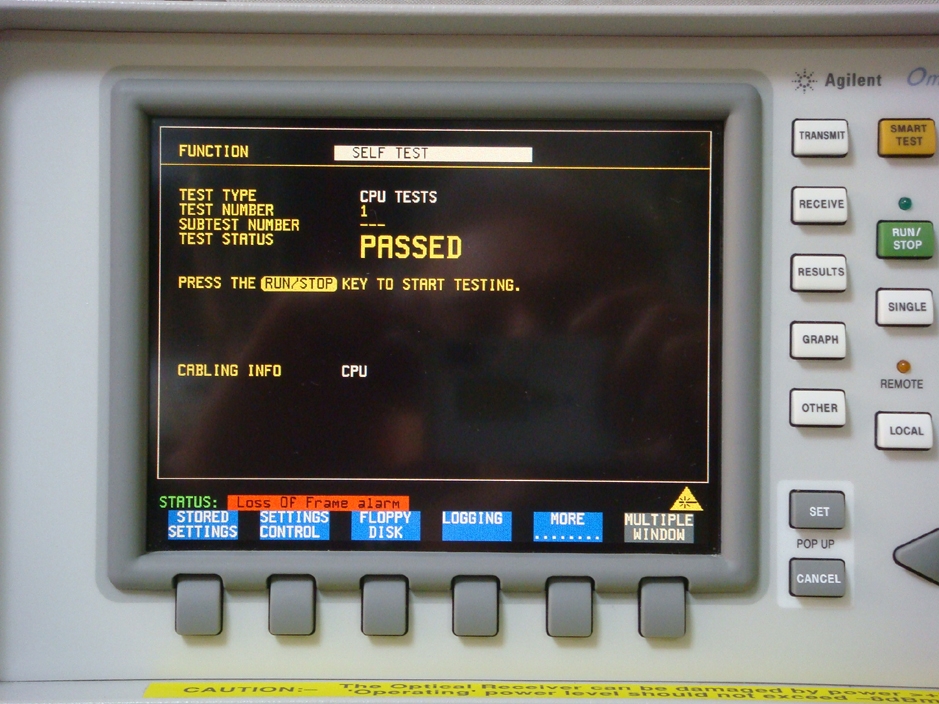 Agilent
FUNCTION SELF TEST
TEST TYPE CPU TESTS
TEST NUMBER 1
SUBTEST NUMBER ---
TEST STATUS PASSED
PRESS THE RUN/STOP KEY TO START TESTING.
CABLING INFO CPU
STATUS: Loss OF Frame alarm
STORED SETTINGS
SETTINGS CONTROL
FLOPPY DISK
LOGGING
MORE ........
MULTIPLE WINDOW
TRANSMIT
SMART TEST
RECEIVE
RUN/STOP
RESULTS
SINGLE
GRAPH
REMOTE
OTHER
LOCAL
SET
POP UP
CANCEL
CAUTION:- The Optical Receiver can be damaged by power
'Operating' power level should not exceed